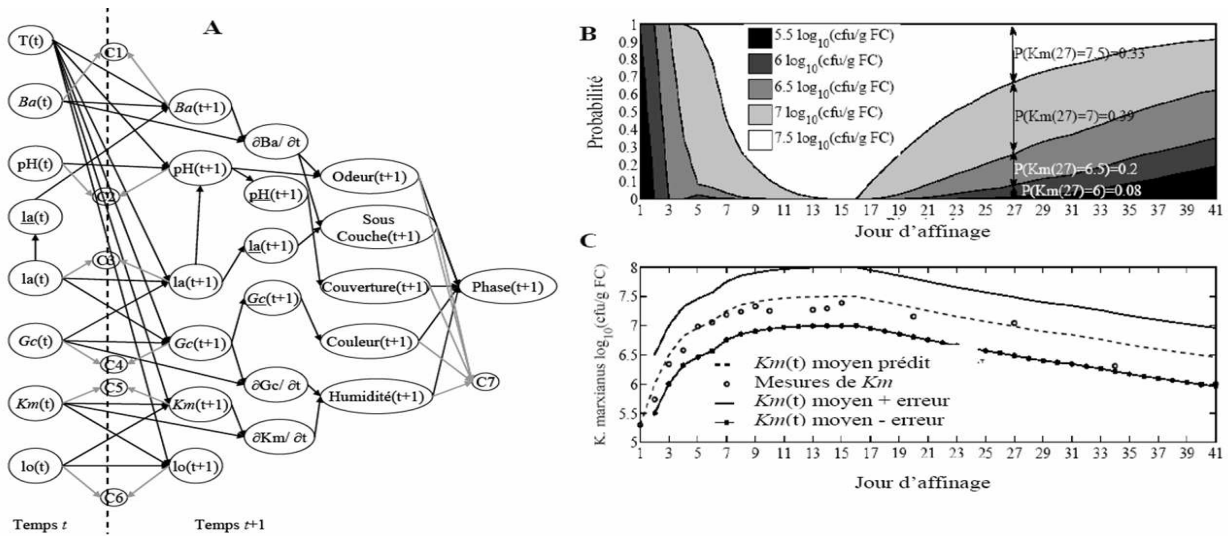 A
T(t)
C1
Ba(t)
Ba(t+1)
∂Ba/ ∂t
pH(t)
pH(t+1)
C2
pH(t+1)
Odeur(t+1)
la(t)
Sous
Couche(t+1)
la(t+1)
C3
la(t)
la(t+1)
Couverture(t+1)
Phase(t+1)
Gc(t+1)
Gc(t)
Gc(t+1)
Couleur(t+1)
C4
C5
∂Gc/ ∂t
C7
Km(t)
Km(t+1)
Humidité(t+1)
∂Km/ ∂t
lo(t)
lo(t+1)
C6
Temps t
Temps t+1
B
Probabilité
1
0.9
0.8
0.7
0.6
0.5
0.4
0.3
0.2
0.1
0
5.5 log10(cfu/g FC)
6 log10(cfu/g FC)
6.5 log10(cfu/g FC)
7 log10(cfu/g FC)
7.5 log10(cfu/g FC)
P(Km(27)=7.5)=0.33
P(Km(27)=7)=0.39
P(Km(27)=6.5)=0.2
P(Km(27)=6)=0.08
1 3 5 7 9 11 13 15 17 19 21 23 25 27 29 31 33 35 37 39 41
Jour d’affinage
C
K. marxianus log10(cfu/g FC)
8
7.5
7
6.5
6
5.5
5
Km(t) moyen prédit
Mesures de Km
Km(t) moyen + erreur
Km(t) moyen - erreur
1 3 5 7 9 11 13 15 17 19 21 23 25 27 29 31 33 35 37 39 41
Jour d’affinage